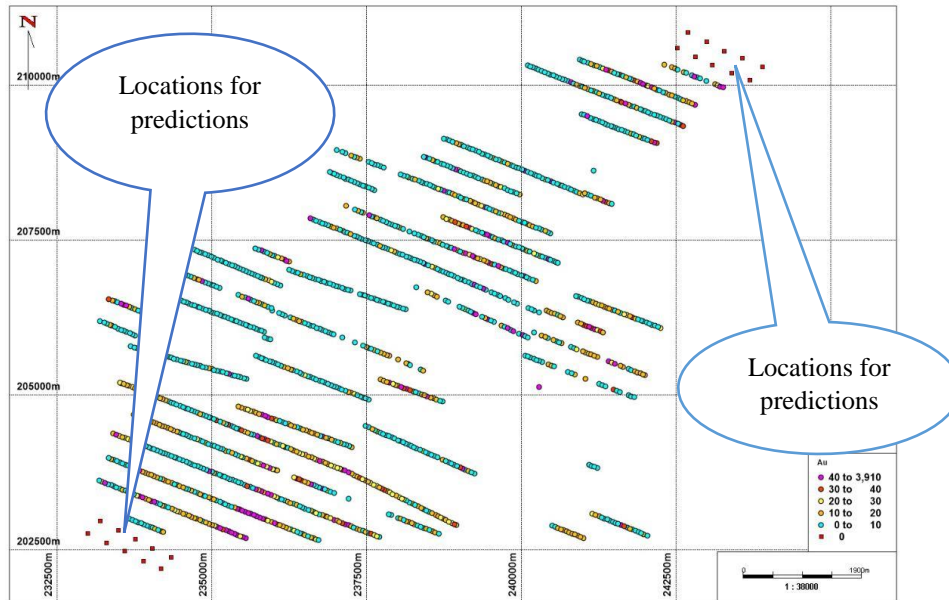 N
Locations for
predictions
210000m
207500m
205000m
202500m
Locations for
predictions
Au
40 to 3,910
30 to 40
20 to 30
10 to 20
0 to 10
0
232500m
235000m
237500m
240000m
242500m
0 1900m
1 : 38000